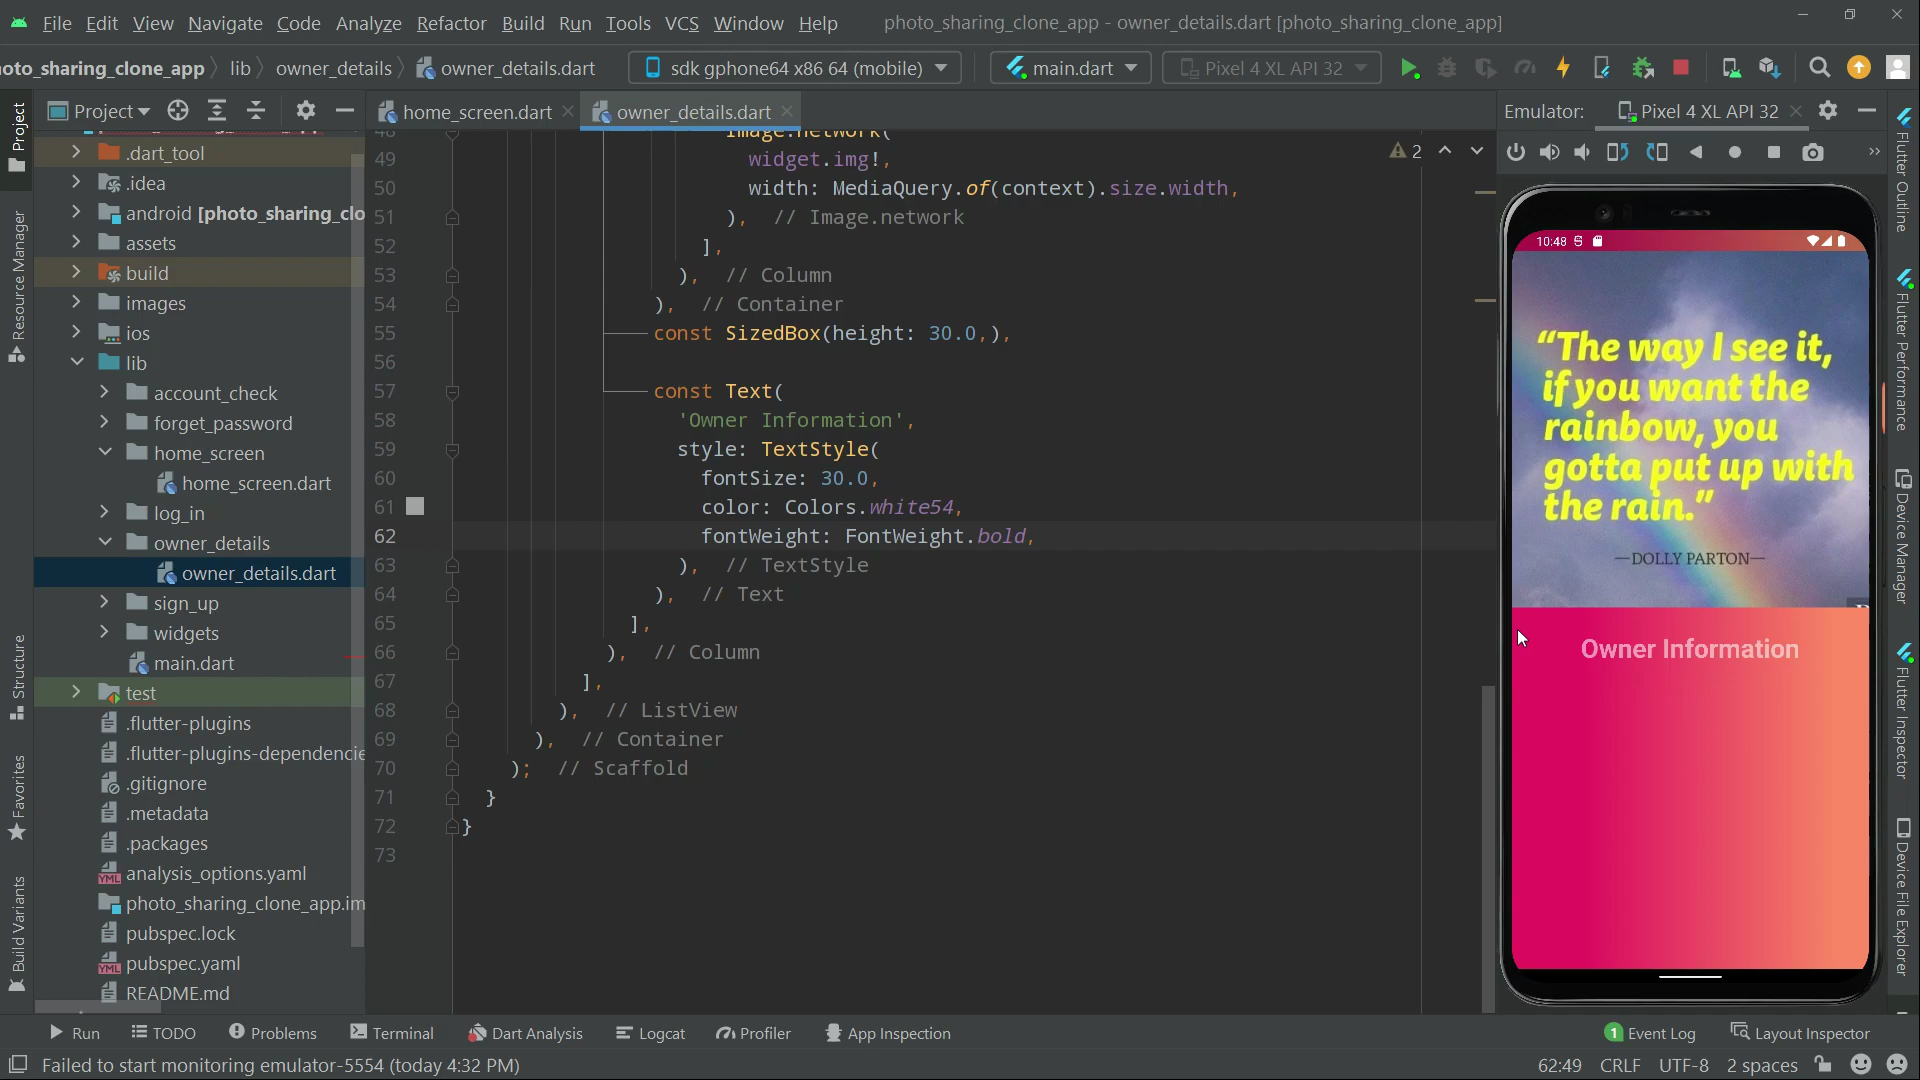 File Edit View Navigate Code Analyze Refactor Build Run Tools VCS Window Help photo_sharing_clone_app - owner_details.dart [photo_sharing_clone_app]
oto_sharing_clone_app lib owner_details owner_details.dart sdk gphone64 x86 64 (mobile) main.dart Pixel 4 XL API 32
Project home_screen.dart owner_details.dart Emulator: Pixel 4 XL API 32
.dart_tool
.idea
android [photo_sharing_clo
assets
build
images
ios
lib
account_check
forget_password
home_screen
home_screen.dart
log_in
owner_details
owner_details.dart
sign_up
widgets
main.dart
test
.flutter-plugins
.flutter-plugins-dependencie
.gitignore
.metadata
.packages
analysis_options.yaml
photo_sharing_clone_app.im
pubspec.lock
pubspec.yaml
README.md
Project
Resource Manager
Structure
Favorites
Build Variants
2
48 Image.network(
49 widget.img!,
50 width: MediaQuery.of(context).size.width,
51 ), // Image.network
52 ],
53 ), // Column
54 ), // Container
55 const SizedBox(height: 30.0,),
56
57 const Text(
58 'Owner Information',
59 style: TextStyle(
60 fontSize: 30.0,
61 color: Colors.white54,
62 fontWeight: FontWeight.bold,
63 ), // TextStyle
64 ), // Text
65 ],
66 ), // Column
67 ],
68 ), // ListView
69 ), // Container
70 ); // Scaffold
71 }
72 }
73
10:48
“The way I see it,
if you want the
rainbow, you
gotta put up with
the rain.”
—DOLLY PARTON—
Owner Information
Flutter Outline
Flutter Performance
Device Manager
Flutter Inspector
Device File Explorer
Run TODO Problems Terminal Dart Analysis Logcat Profiler App Inspection 1 Event Log Layout Inspector
Failed to start monitoring emulator-5554 (today 4:32 PM) 62:49 CRLF UTF-8 2 spaces